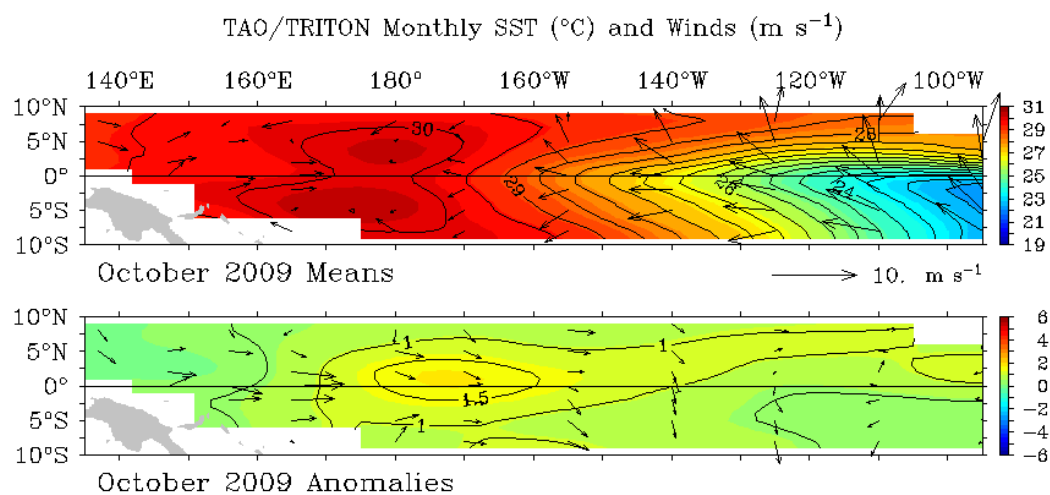 TAO/TRITON Monthly SST (°C) and Winds (m s⁻¹)
140°E 160°E 180° 160°W 140°W 120°W 100°W
10°N
5°N
0°
5°S
10°S
30
29
28
24
31
29
27
25
23
21
19
October 2009 Means
10. m s⁻¹
10°N
5°N
0°
5°S
10°S
1
1
1.5
1
6
4
2
0
-2
-4
-6
October 2009 Anomalies